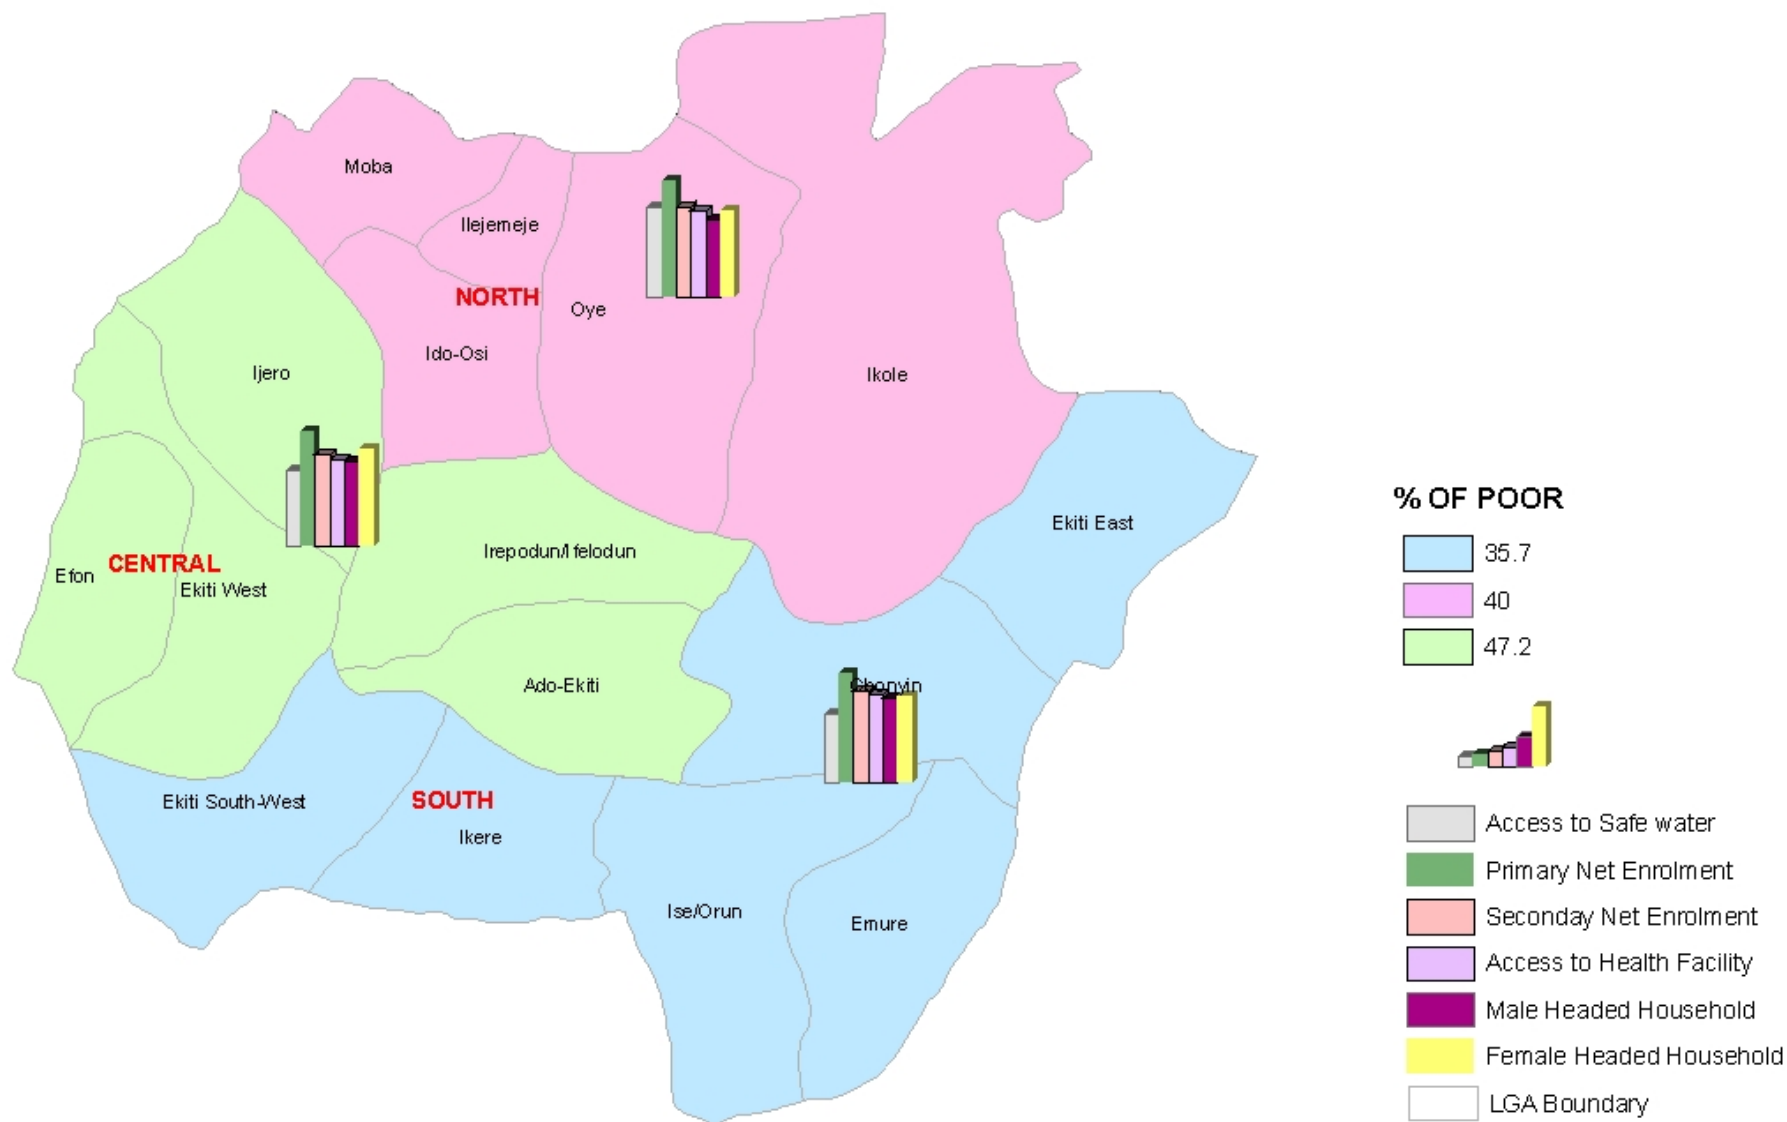 Moba
Ilejemeje
NORTH
Oye
Ido-Osi
Ijero
Ikole
Ekiti East
Irepodun/Ifelodun
CENTRAL
Efon
Ekiti West
Ado-Ekiti
Gbonyin
Ekiti South-West
SOUTH
Ikere
Ise/Orun
Emure
% OF POOR
35.7
40
47.2
Access to Safe water
Primary Net Enrolment
Seconday Net Enrolment
Access to Health Facility
Male Headed Household
Female Headed Household
LGA Boundary